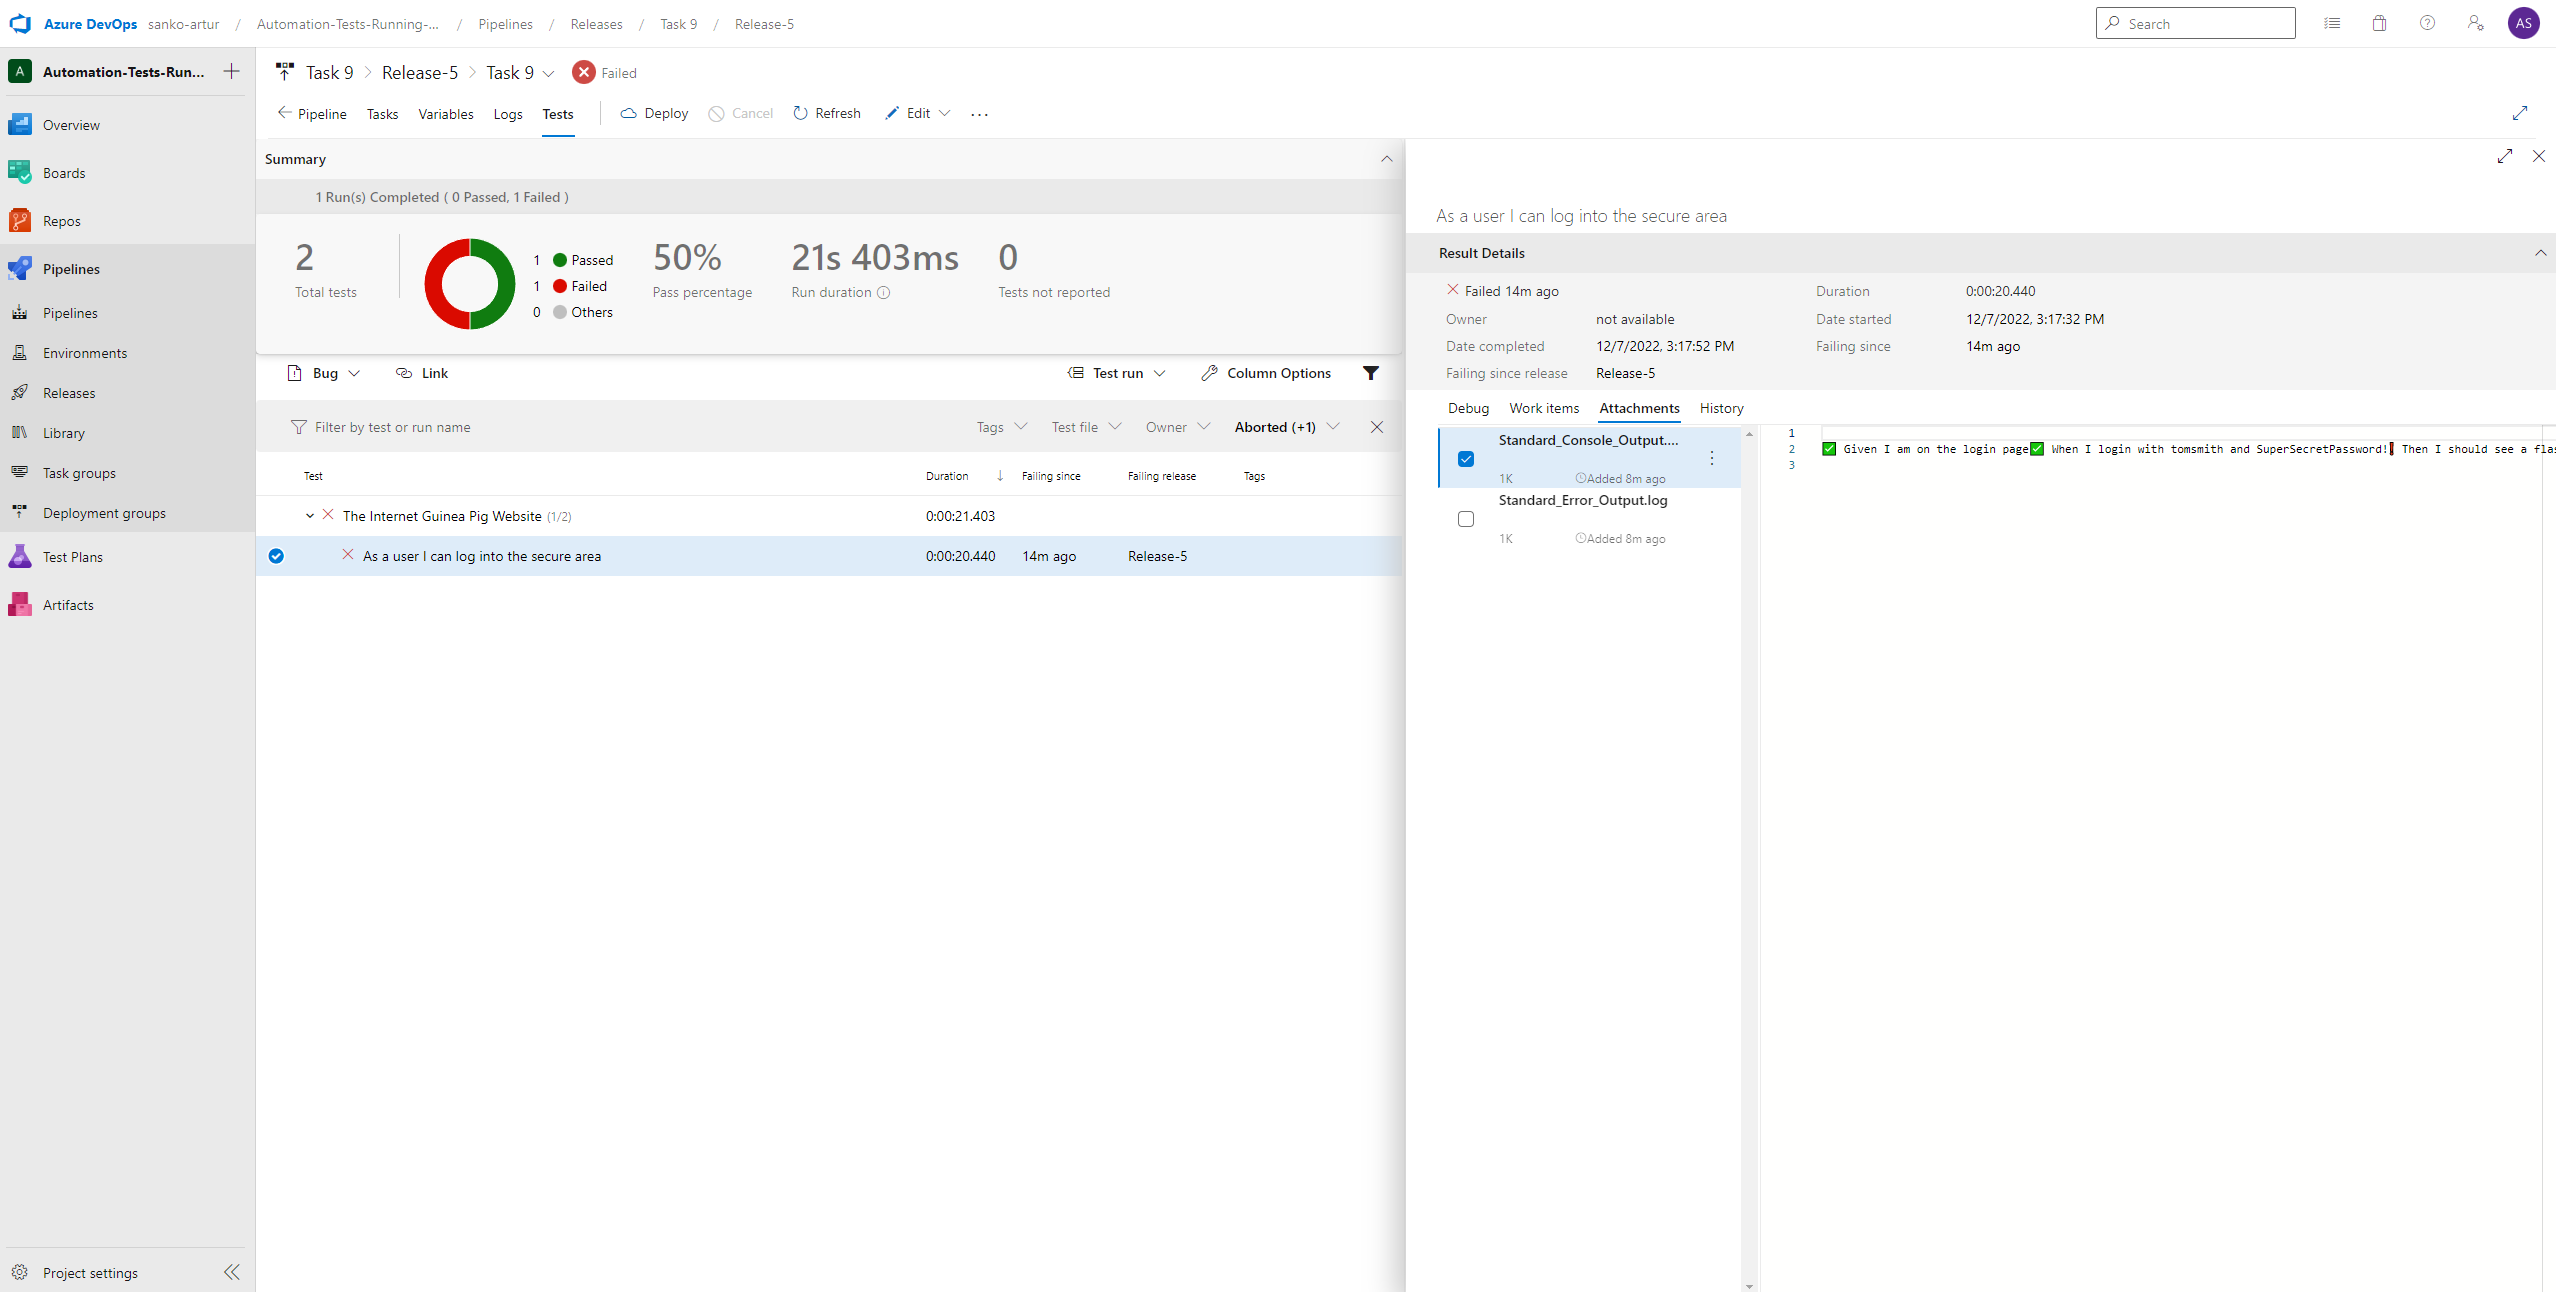 Azure DevOps sanko-artur / Automation-Tests-Running-... / Pipelines / Releases / Task 9 / Release-5
Search
AS
A Automation-Tests-Run...
Overview
Boards
Repos
Pipelines
Pipelines
Environments
Releases
Library
Task groups
Deployment groups
Test Plans
Artifacts
Project settings
Task 9 > Release-5 > Task 9 Failed
Pipeline Tasks Variables Logs Tests Deploy Cancel Refresh Edit ...
Summary
1 Run(s) Completed ( 0 Passed, 1 Failed )
2
Total tests
1 Passed
1 Failed
0 Others
50%
Pass percentage
21s 403ms
Run duration
0
Tests not reported
Bug Link Test run Column Options
Filter by test or run name Tags Test file Owner Aborted (+1)
Test Duration Failing since Failing release Tags
The Internet Guinea Pig Website (1/2) 0:00:21.403
As a user I can log into the secure area 0:00:20.440 14m ago Release-5
As a user I can log into the secure area
Result Details
Failed 14m ago Duration 0:00:20.440
Owner not available Date started 12/7/2022, 3:17:32 PM
Date completed 12/7/2022, 3:17:52 PM Failing since 14m ago
Failing since release Release-5
Debug Work items Attachments History
Standard_Console_Output....
1K Added 8m ago
Standard_Error_Output.log
1K Added 8m ago
1
2 ✅ Given I am on the login page✅ When I login with tomsmith and SuperSecretPassword!❗ Then I should see a flas
3